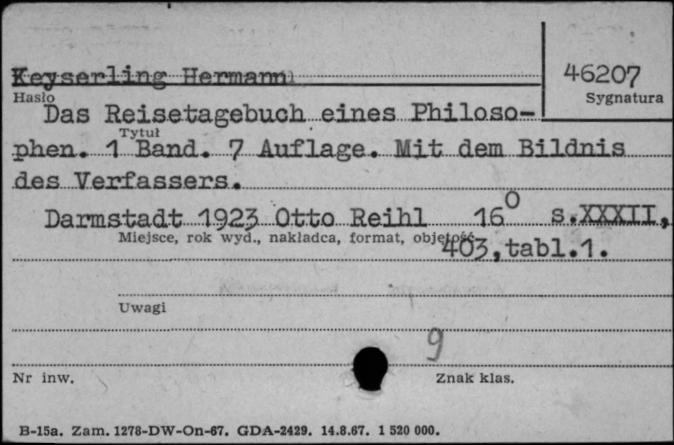 Keyserling Hermann
46207
Hasło
Sygnatura
Das Reisetagebuch eines Philoso-
Tytuł
phen. 1 Band. 7 Auflage. Mit dem Bildnis
des Verfassers.
Darmstadt 1923 Otto Reihl 16° s.XXXII,
Miejsce, rok wyd., nakładca, format, objętość
403,tabl.1.
Uwagi
9
Nr inw.
Znak klas.
B-15a. Zam. 1278-DW-On-67. GDA-2429. 14.8.67. 1 520 000.